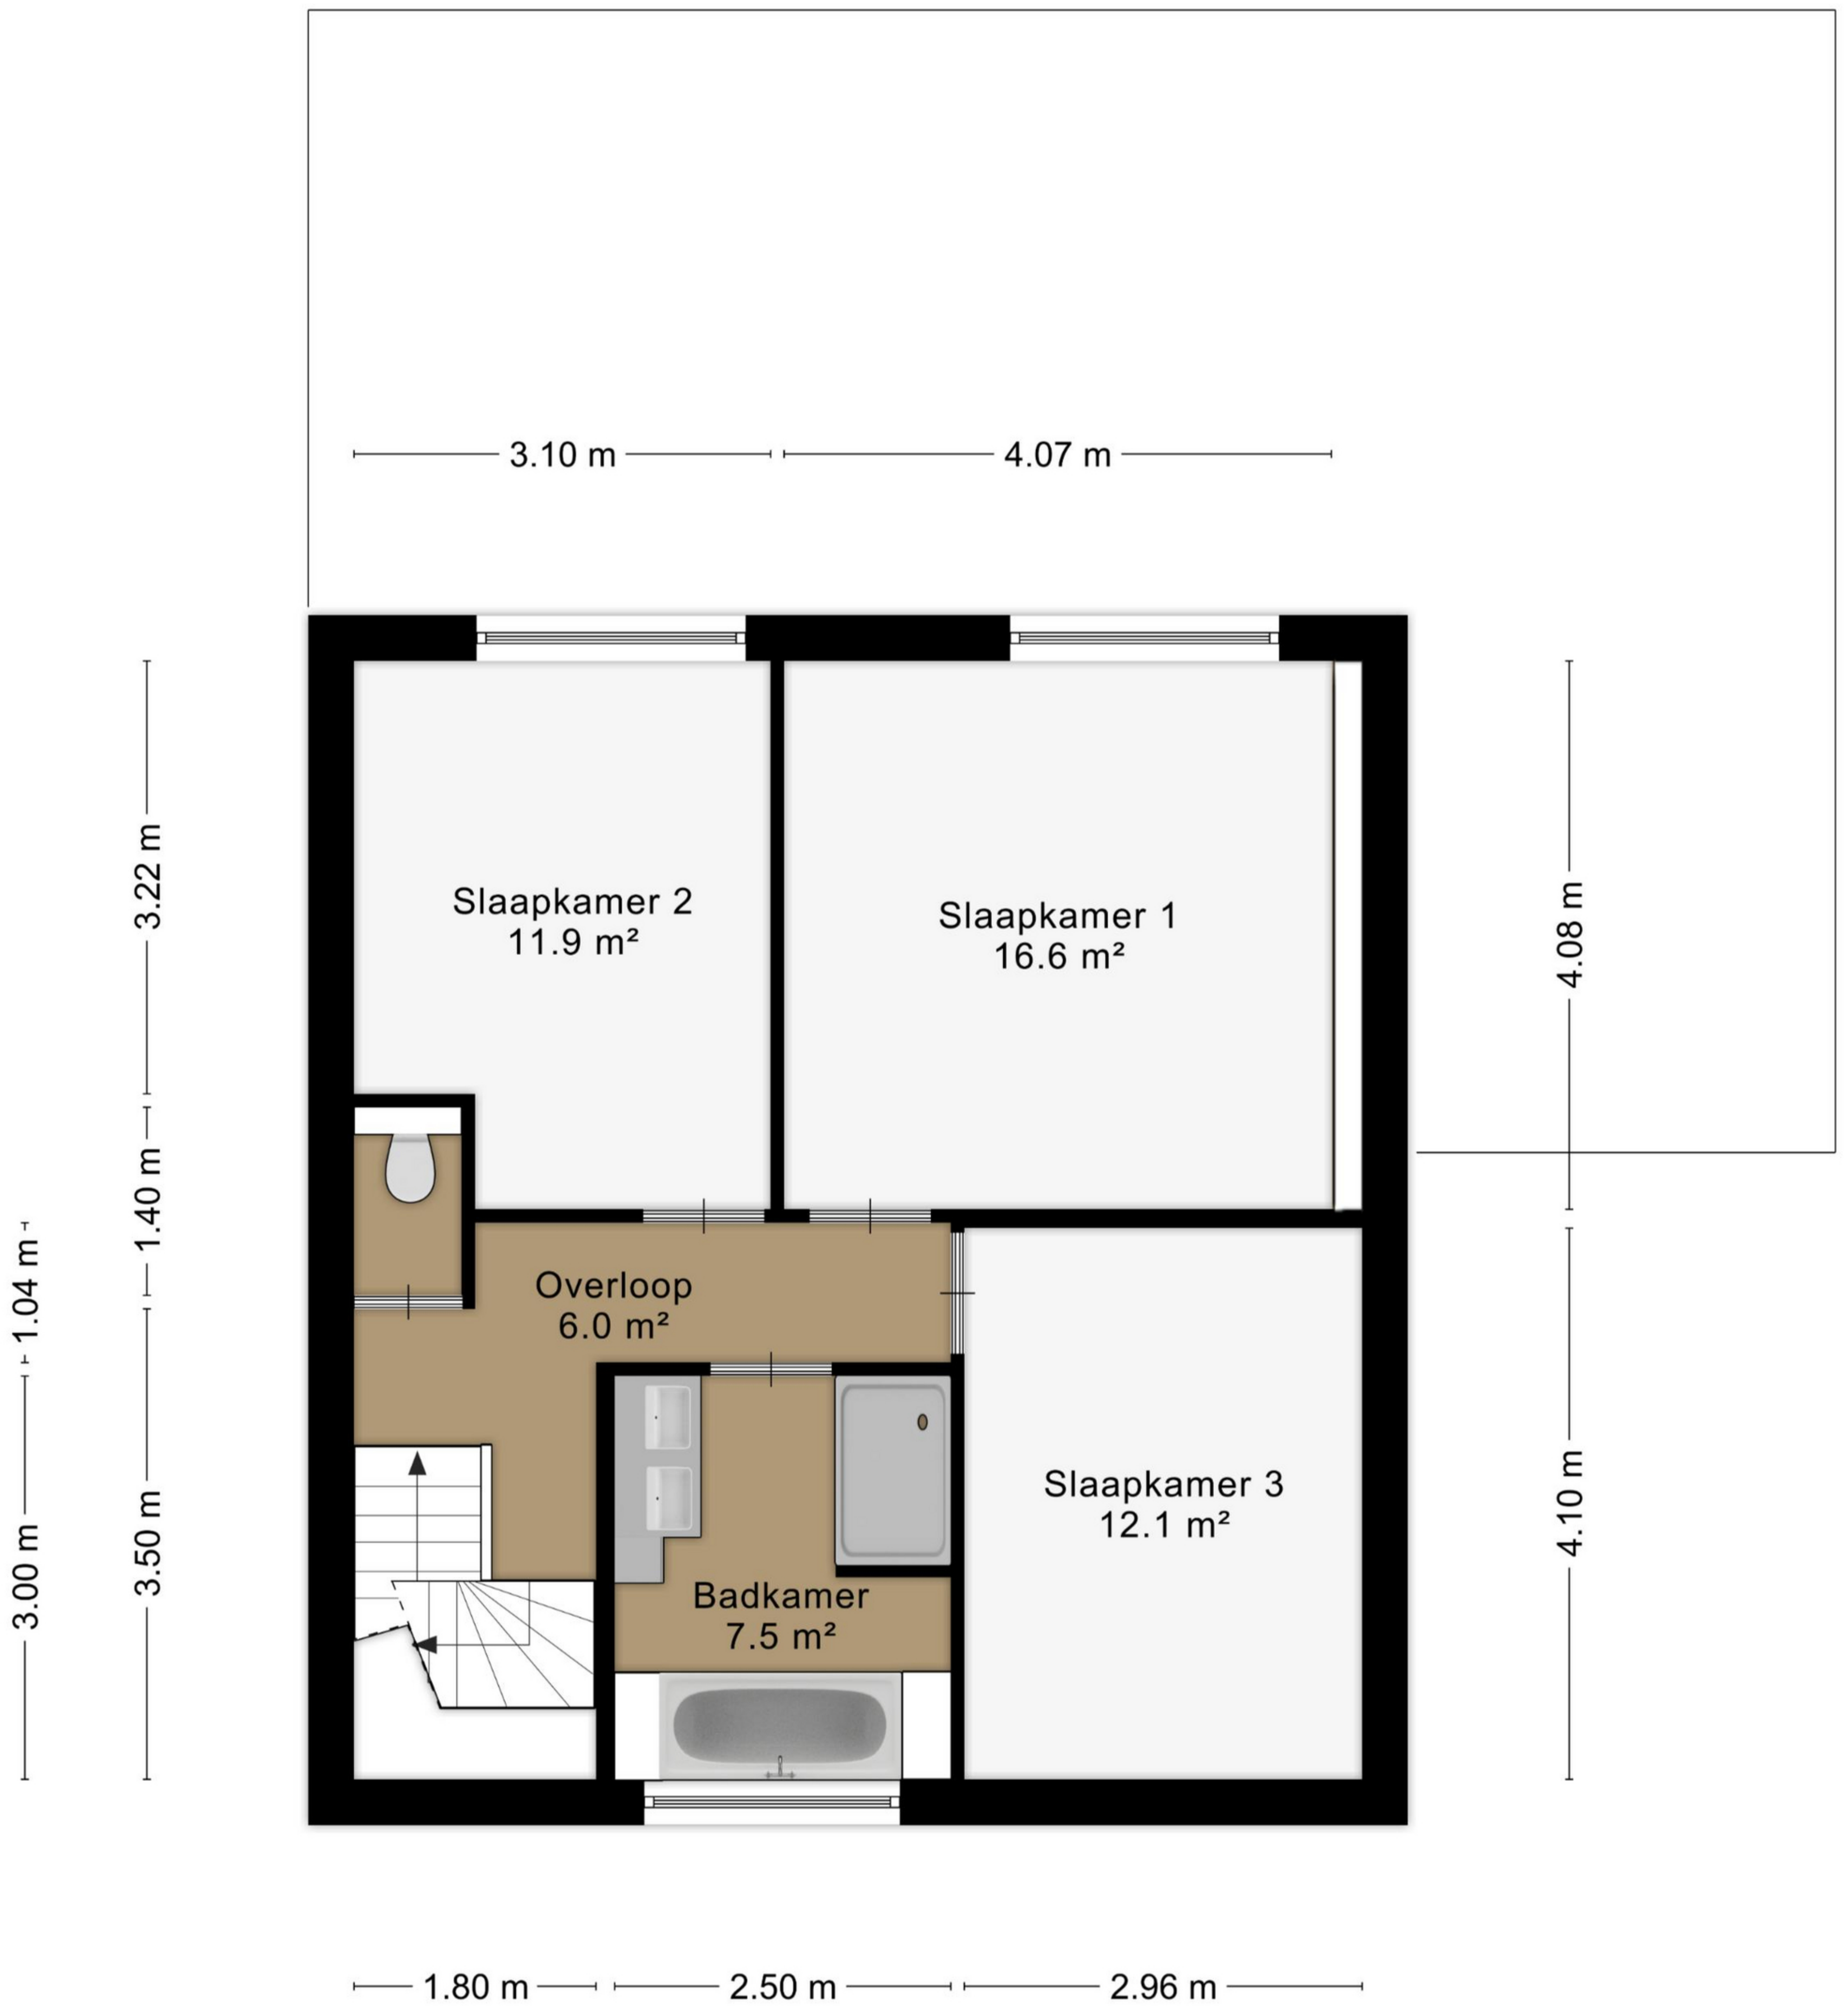 3.10 m
4.07 m
3.22 m
4.08 m
Slaapkamer 2
11.9 m²
Slaapkamer 1
16.6 m²
1.40 m
1.04 m
Overloop
6.0 m²
3.00 m
3.50 m
4.10 m
Slaapkamer 3
12.1 m²
Badkamer
7.5 m²
1.80 m
2.50 m
2.96 m